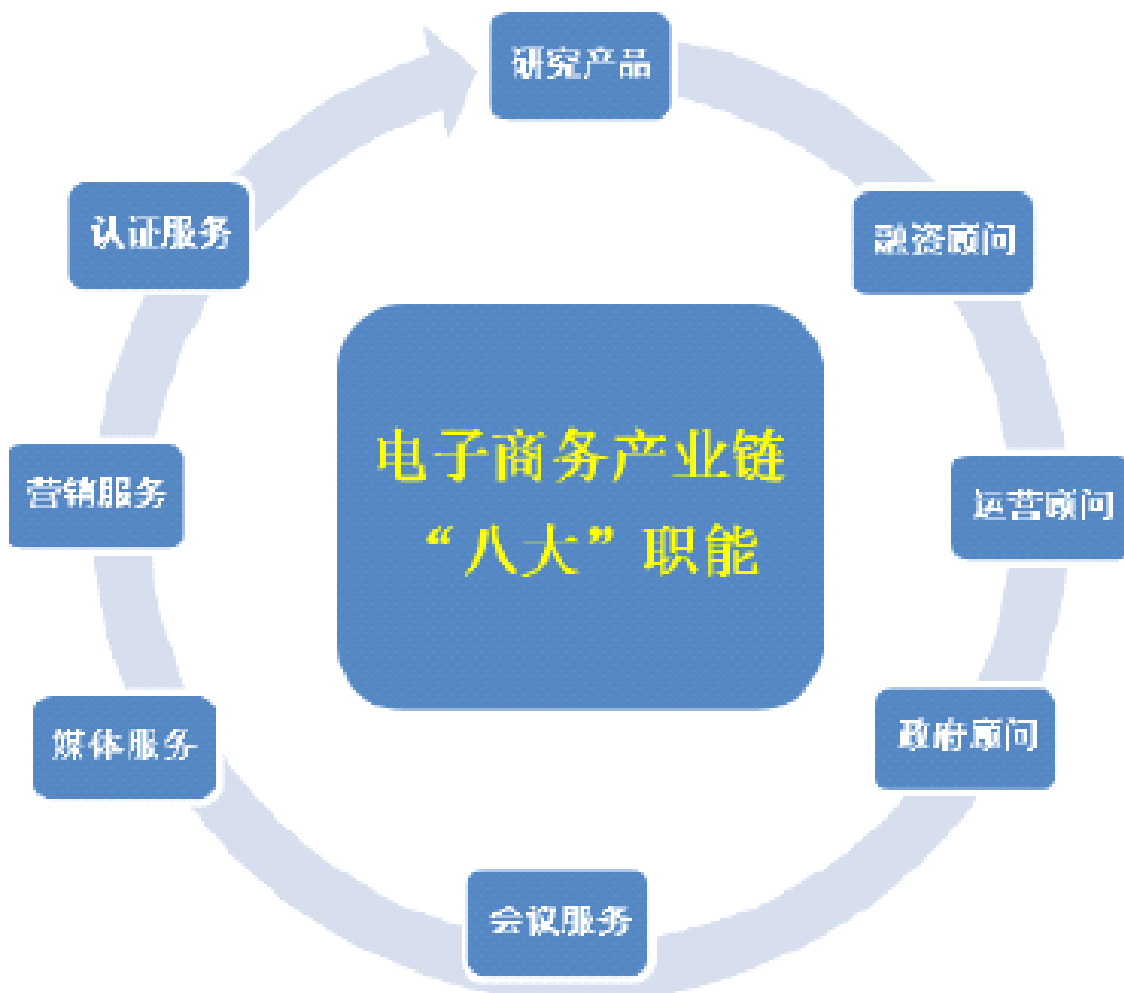 研究产品
融资顾问
运营顾问
政府顾问
会议服务
媒体服务
营销服务
认证服务
电子商务产业链
“八大”职能